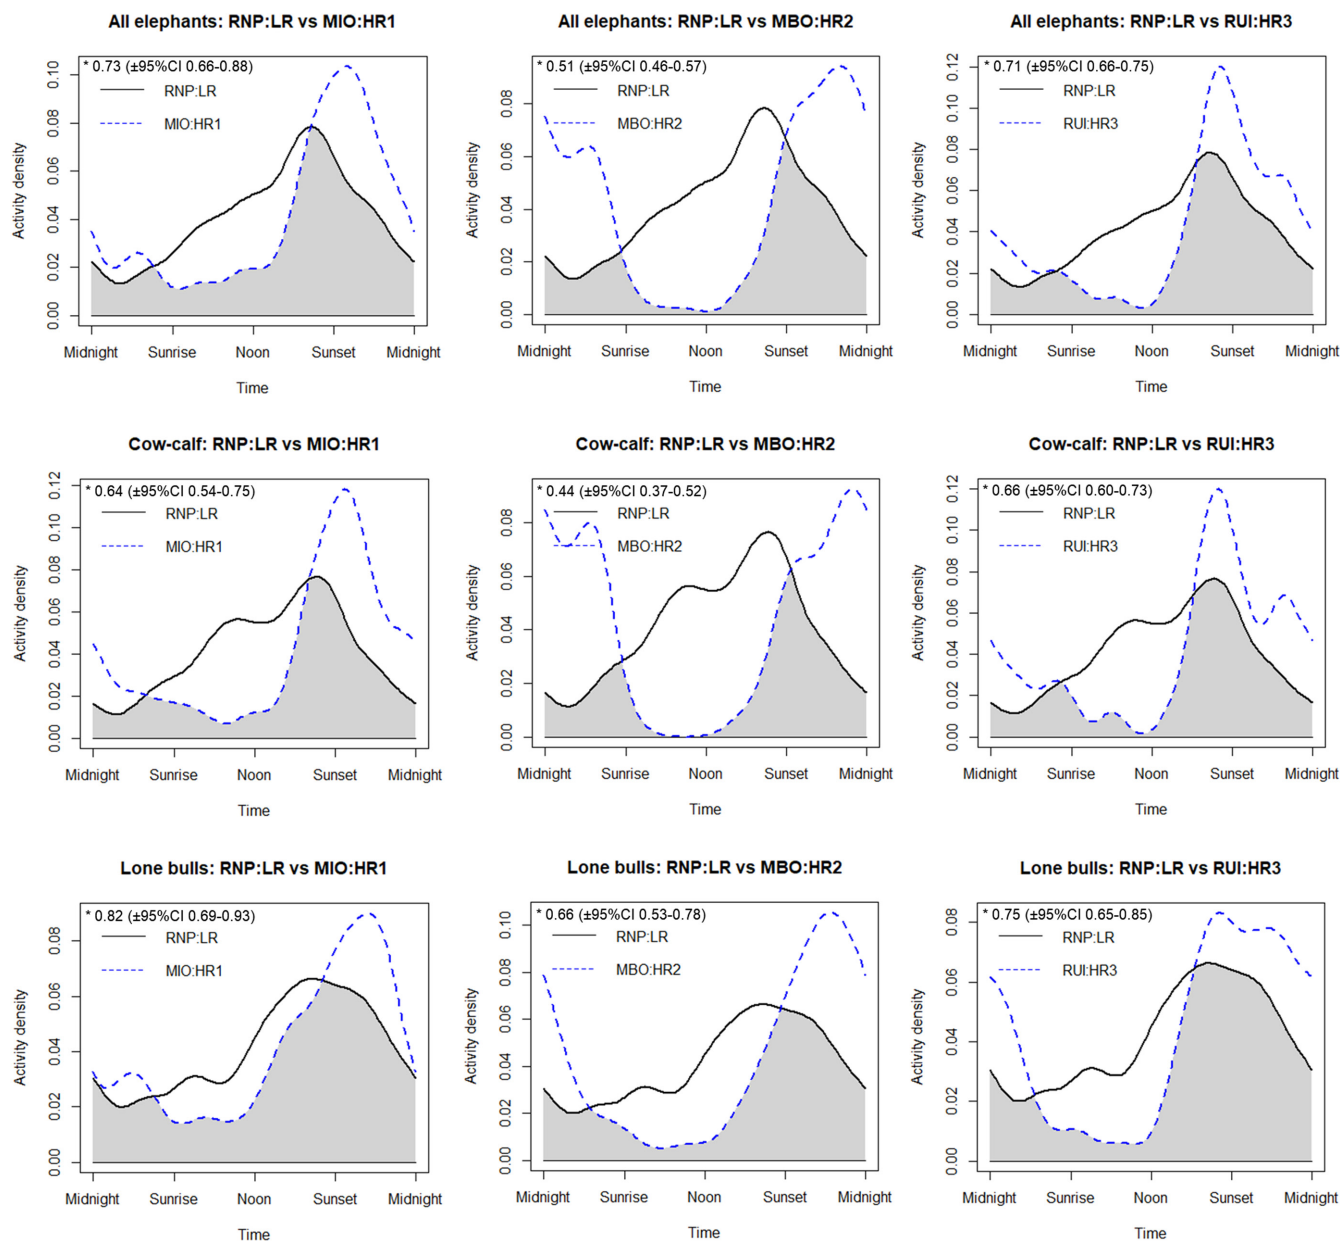 All elephants: RNP:LR vs MIO:HR1
* 0.73 (±95%CI 0.66-0.88)
RNP:LR
MIO:HR1
Activity density
0.00
0.02
0.04
0.06
0.08
0.10
Midnight Sunrise Noon Sunset Midnight
Time
All elephants: RNP:LR vs MBO:HR2
* 0.51 (±95%CI 0.46-0.57)
RNP:LR
MBO:HR2
Activity density
0.00
0.02
0.04
0.06
0.08
Midnight Sunrise Noon Sunset Midnight
Time
All elephants: RNP:LR vs RUI:HR3
* 0.71 (±95%CI 0.66-0.75)
RNP:LR
RUI:HR3
Activity density
0.00
0.02
0.04
0.06
0.08
0.10
0.12
Midnight Sunrise Noon Sunset Midnight
Time
Cow-calf: RNP:LR vs MIO:HR1
* 0.64 (±95%CI 0.54-0.75)
RNP:LR
MIO:HR1
Activity density
0.00
0.02
0.04
0.06
0.08
0.10
0.12
Midnight Sunrise Noon Sunset Midnight
Time
Cow-calf: RNP:LR vs MBO:HR2
* 0.44 (±95%CI 0.37-0.52)
RNP:LR
MBO:HR2
Activity density
0.00
0.02
0.04
0.06
0.08
Midnight Sunrise Noon Sunset Midnight
Time
Cow-calf: RNP:LR vs RUI:HR3
* 0.66 (±95%CI 0.60-0.73)
RNP:LR
RUI:HR3
Activity density
0.00
0.02
0.04
0.06
0.08
0.10
0.12
Midnight Sunrise Noon Sunset Midnight
Time
Lone bulls: RNP:LR vs MIO:HR1
* 0.82 (±95%CI 0.69-0.93)
RNP:LR
MIO:HR1
Activity density
0.00
0.02
0.04
0.06
0.08
Midnight Sunrise Noon Sunset Midnight
Time
Lone bulls: RNP:LR vs MBO:HR2
* 0.66 (±95%CI 0.53-0.78)
RNP:LR
MBO:HR2
Activity density
0.00
0.02
0.04
0.06
0.08
0.10
Midnight Sunrise Noon Sunset Midnight
Time
Lone bulls: RNP:LR vs RUI:HR3
* 0.75 (±95%CI 0.65-0.85)
RNP:LR
RUI:HR3
Activity density
0.00
0.02
0.04
0.06
0.08
Midnight Sunrise Noon Sunset Midnight
Time